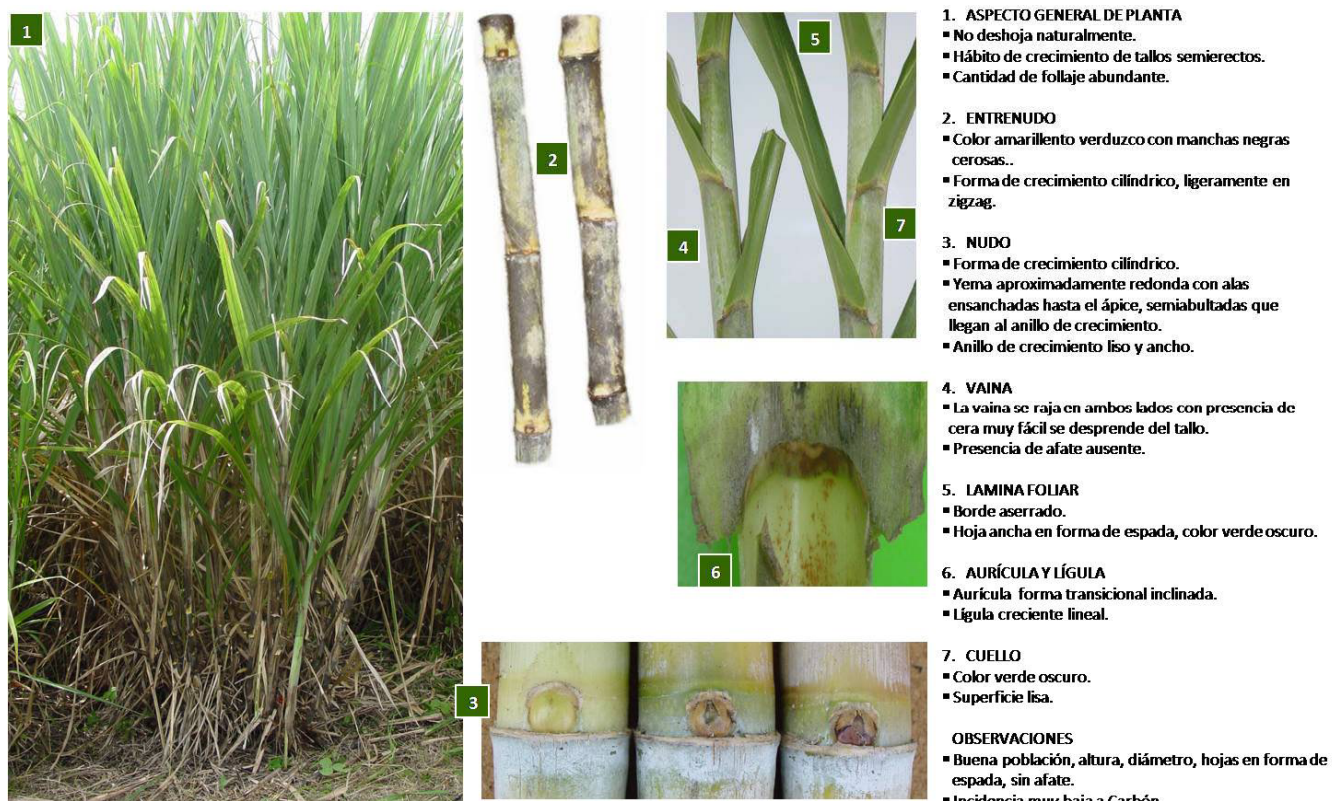 1
2
3
4
5
6
7
1. ASPECTO GENERAL DE PLANTA
▪ No deshoja naturalmente.
▪ Hábito de crecimiento de tallos semierectos.
▪ Cantidad de follaje abundante.
2. ENTRENUDO
▪ Color amarillento verduzco con manchas negras
cerosas..
▪ Forma de crecimiento cilíndrico, ligeramente en
zigzag.
3. NUDO
▪ Forma de crecimiento cilíndrico.
▪ Yema aproximadamente redonda con alas
ensanchadas hasta el ápice, semiabultadas que
llegan al anillo de crecimiento.
▪ Anillo de crecimiento liso y ancho.
4. VAINA
▪ La vaina se raja en ambos lados con presencia de
cera muy fácil se desprende del tallo.
▪ Presencia de afate ausente.
5. LAMINA FOLIAR
▪ Borde aserrado.
▪ Hoja ancha en forma de espada, color verde oscuro.
6. AURÍCULA Y LÍGULA
▪ Aurícula forma transicional inclinada.
▪ Lígula creciente lineal.
7. CUELLO
▪ Color verde oscuro.
▪ Superficie lisa.
OBSERVACIONES
▪ Buena población, altura, diámetro, hojas en forma de
espada, sin afate.
▪ Incidencia muy baja a Carbón